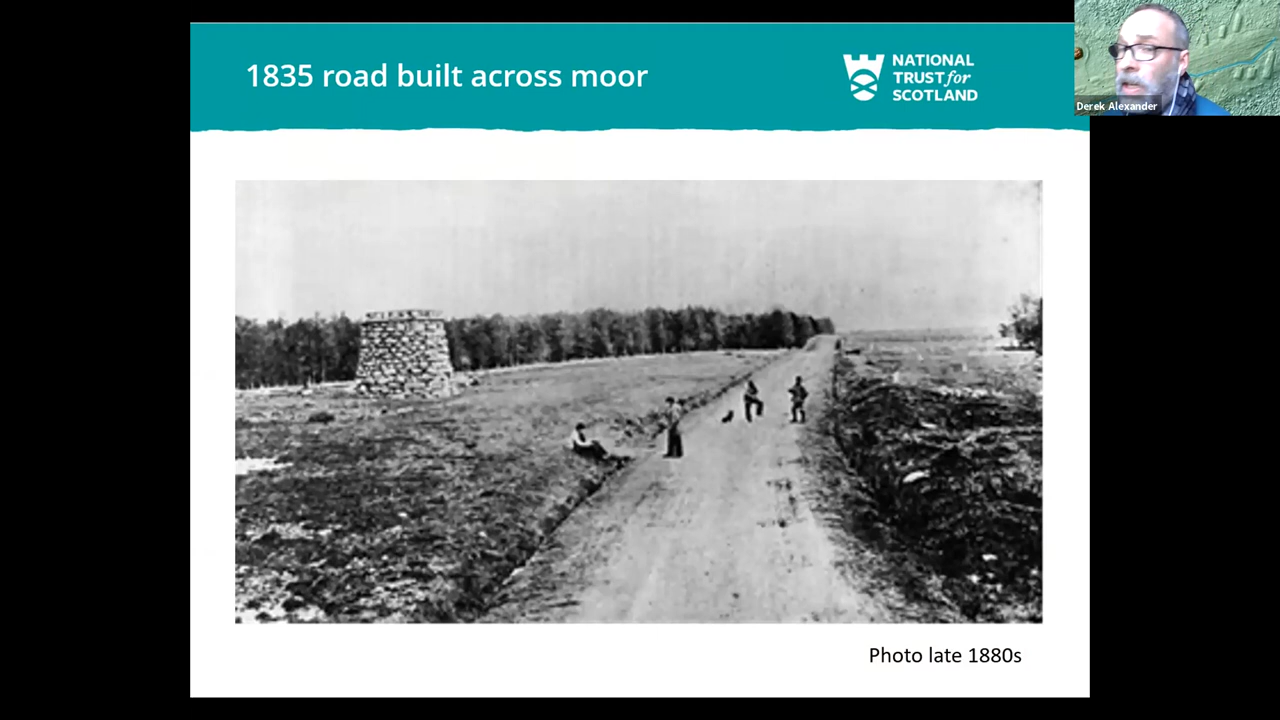 1835 road built across moor
NATIONAL
TRUST for
SCOTLAND
Derek Alexander
Photo late 1880s